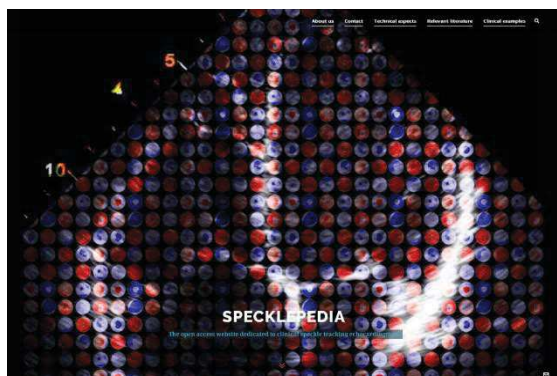 About us Contact Technical aspects Relevant literature Clinical examples
5
10
SPECKLEPEDIA
The open access website dedicated to clinical speckle tracking echocardiography